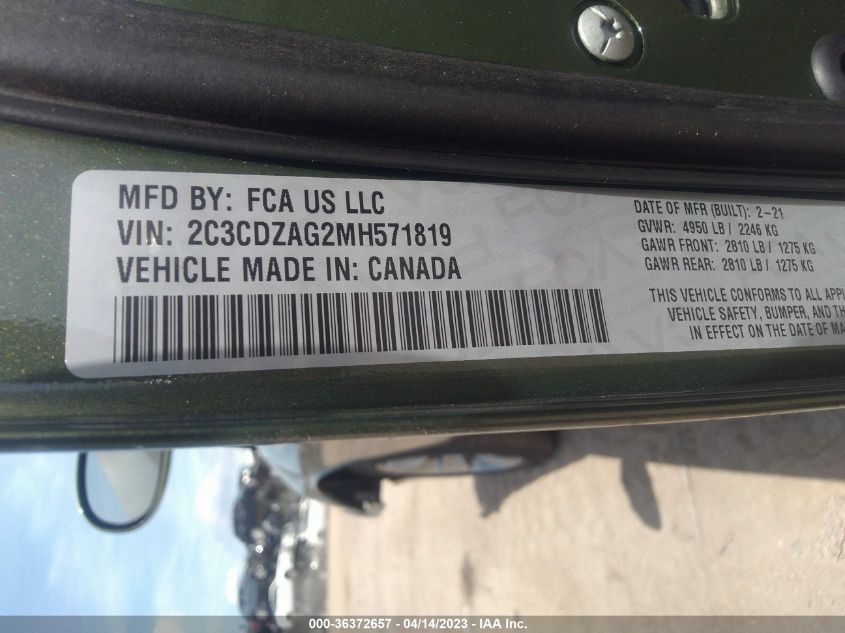 MFD BY: FCA US LLC
VIN: 2C3CDZAG2MH571819
VEHICLE MADE IN: CANADA
DATE OF MFR (BUILT): 2-21
GVWR: 4950 LB / 2246 KG
GAWR FRONT: 2810 LB / 1275 KG
GAWR REAR: 2810 LB / 1275 KG
THIS VEHICLE CONFORMS TO ALL APPL
VEHICLE SAFETY, BUMPER, AND TH
IN EFFECT ON THE DATE OF MA
000-36372657 - 04/14/2023 - IAA Inc.